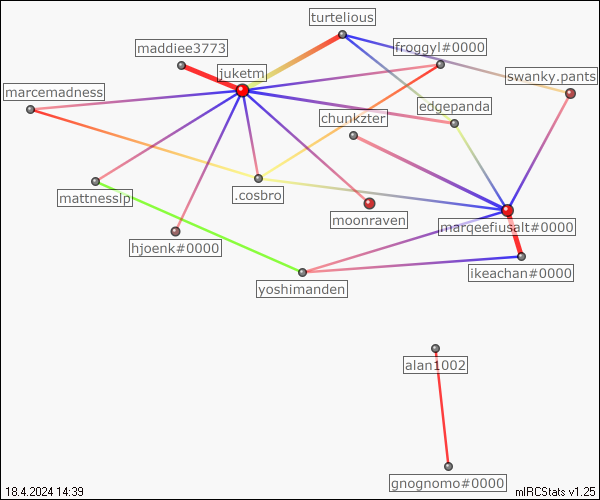 turtelious
maddiee3773
froggyl#0000
juketm
swanky.pants
marcemadness
edgepanda
chunkzter
mattnesslp
.cosbro
moonraven
marqeefiusalt#0000
hjoenk#0000
ikeachan#0000
yoshimanden
alan1002
gnognomo#0000
18.4.2024 14:39
mIRCStats v1.25